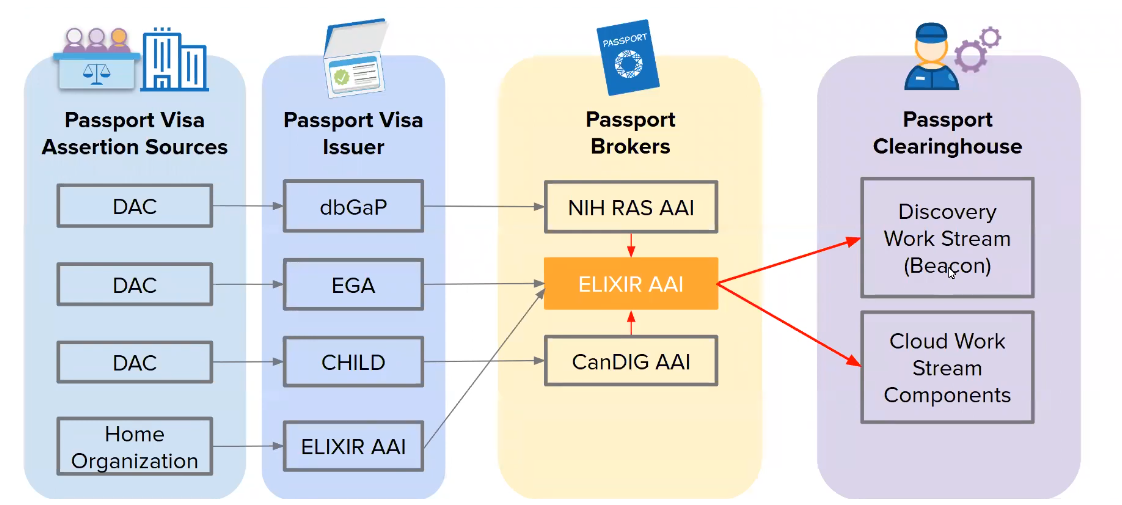 PASSPORT
Passport Visa
Assertion Sources
DAC
DAC
DAC
Home
Organization
Passport Visa
Issuer
dbGaP
EGA
CHILD
ELIXIR AAI
Passport
Brokers
NIH RAS AAI
ELIXIR AAI
CanDIG AAI
Passport
Clearinghouse
Discovery
Work Stream
(Beacon)
Cloud Work
Stream
Components